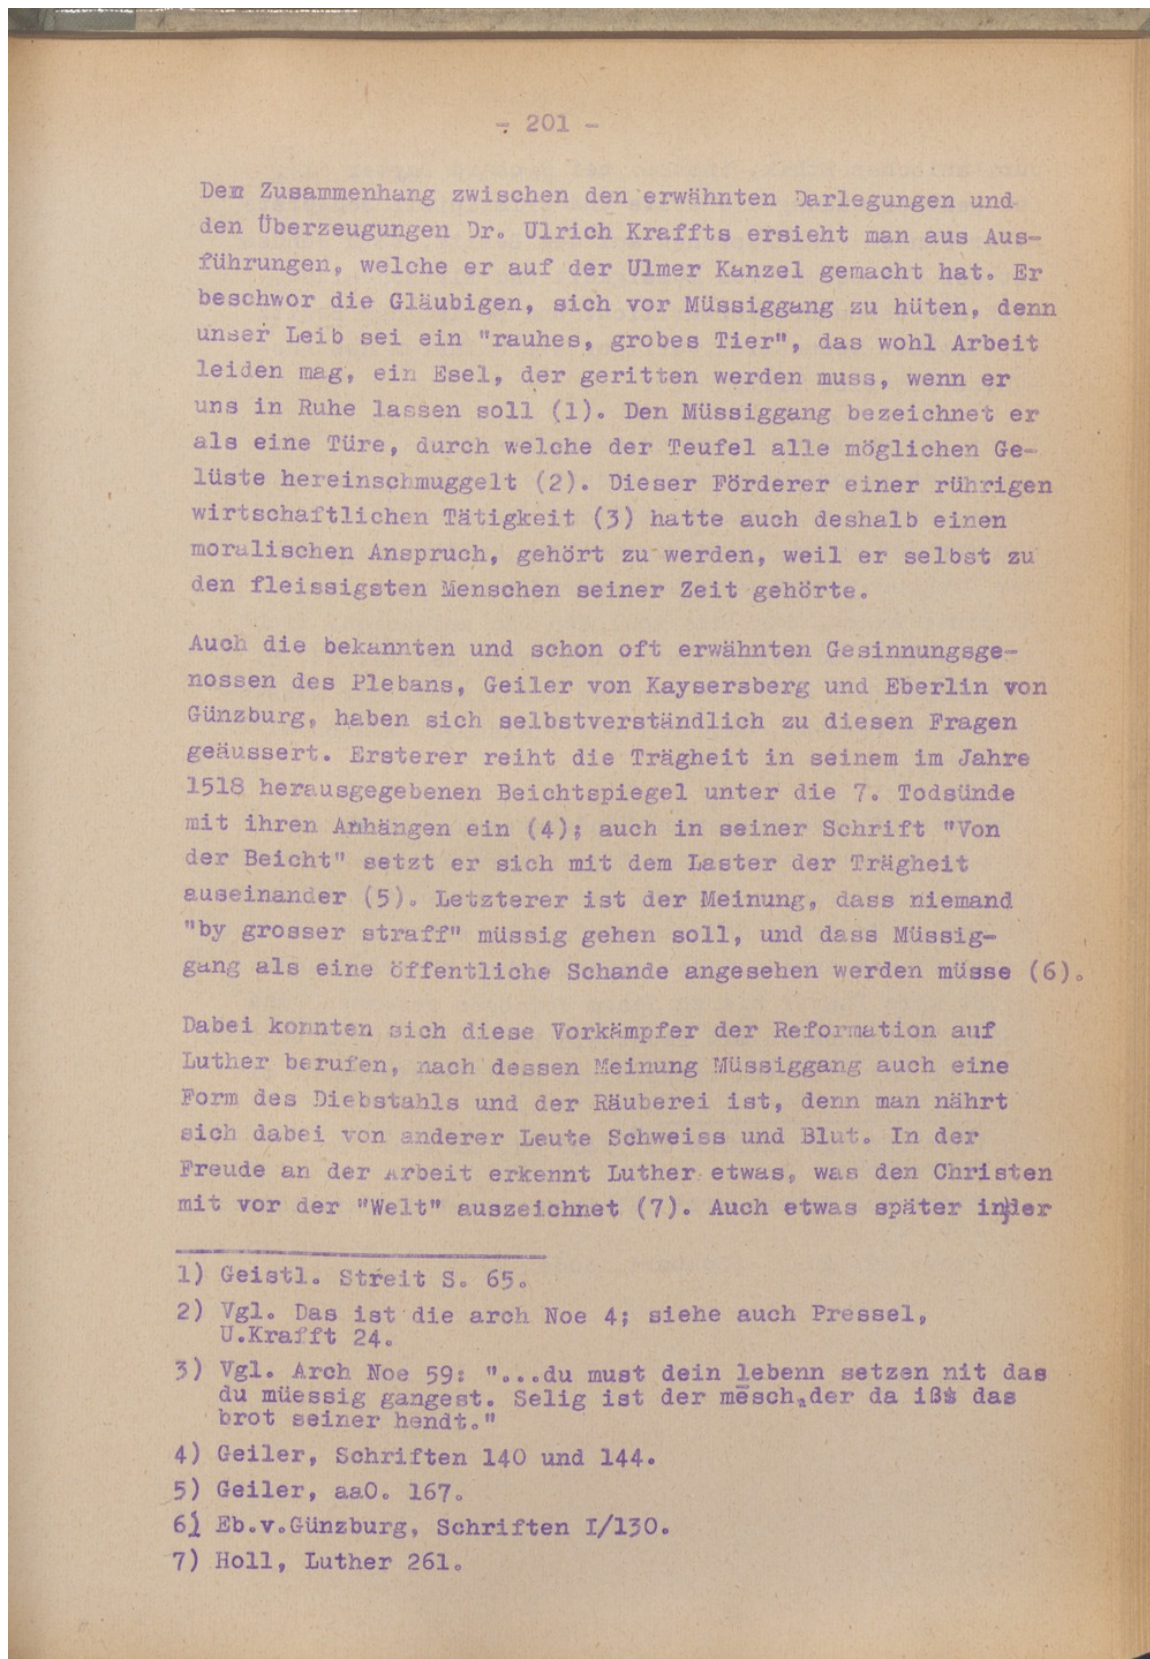 - 201 -
Den Zusammenhang zwischen den erwähnten Darlegungen und
den Überzeugungen Dr. Ulrich Kraffts ersieht man aus Aus-
führungen, welche er auf der Ulmer Kanzel gemacht hat. Er
beschwor die Gläubigen, sich vor Müssiggang zu hüten, denn
unser Leib sei ein "rauhes, grobes Tier", das wohl Arbeit
leiden mag, ein Esel, der geritten werden muss, wenn er
uns in Ruhe lassen soll (1). Den Müssiggang bezeichnet er
als eine Türe, durch welche der Teufel alle möglichen Ge-
lüste hereinschmuggelt (2). Dieser Förderer einer rührigen
wirtschaftlichen Tätigkeit (3) hatte auch deshalb einen
moralischen Anspruch, gehört zu werden, weil er selbst zu
den fleissigsten Menschen seiner Zeit gehörte.
Auch die bekannten und schon oft erwähnten Gesinnungsge-
nossen des Plebans, Geiler von Kaysersberg und Eberlin von
Günzburg, haben sich selbstverständlich zu diesen Fragen
geäussert. Ersterer reiht die Trägheit in seinem im Jahre
1518 herausgegebenen Beichtspiegel unter die 7. Todsünde
mit ihren Anhängen ein (4); auch in seiner Schrift "Von
der Beicht" setzt er sich mit dem Laster der Trägheit
auseinander (5). Letzterer ist der Meinung, dass niemand
"by grosser straff" müssig gehen soll, und dass Müssig-
gang als eine öffentliche Schande angesehen werden müsse (6).
Dabei konnten sich diese Vorkämpfer der Reformation auf
Luther berufen, nach dessen Meinung Müssiggang auch eine
Form des Diebstahls und der Räuberei ist, denn man nährt
sich dabei von anderer Leute Schweiss und Blut. In der
Freude an der Arbeit erkennt Luther etwas, was den Christen
mit vor der "Welt" auszeichnet (7). Auch etwas später in der
1) Geistl. Streit S. 65.
2) Vgl. Das ist die arch Noe 4; siehe auch Pressel,
U.Krafft 24.
3) Vgl. Arch Noe 59: "...du must dein lebenn setzen nit das
du müessig gangest. Selig ist der mēsch,der da ißs das
brot seiner hendt."
4) Geiler, Schriften 140 und 144.
5) Geiler, aaO. 167.
6) Eb.v.Günzburg, Schriften I/130.
7) Holl, Luther 261.